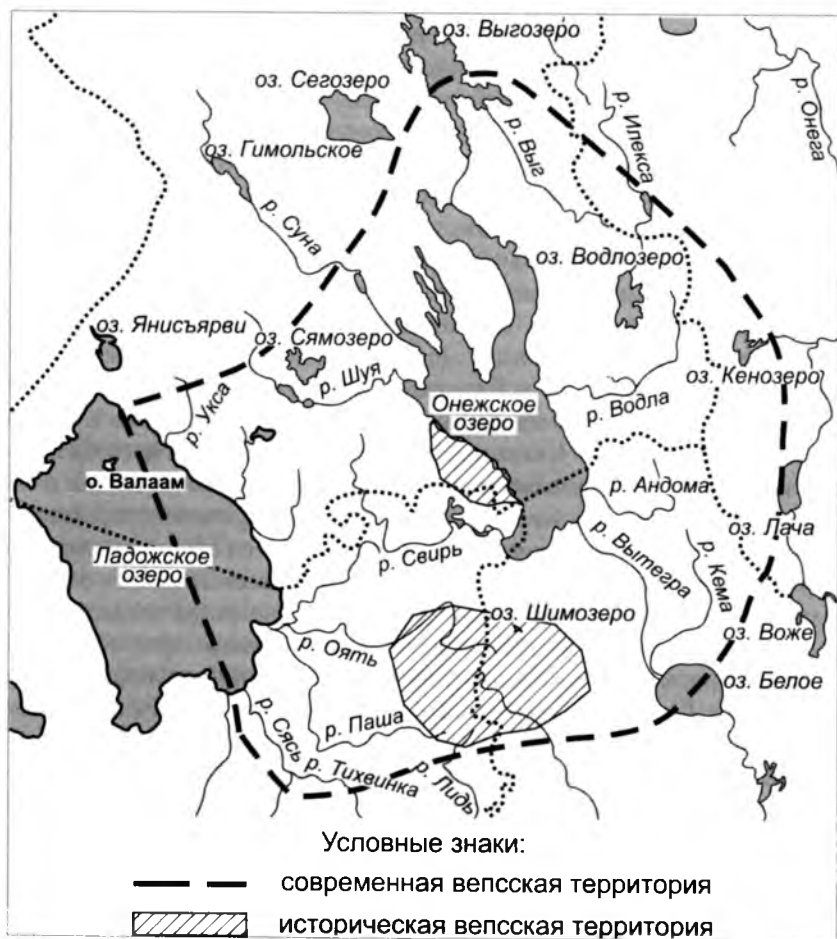 оз. Выгозеро
оз. Сегозеро
р. Онега
оз. Гимольское
р. Выг
р. Илекса
р. Суна
оз. Водлозеро
оз. Янисъярви
оз. Сямозеро
р. Шуя
оз. Кенозеро
р. Укса
Онежское
озеро
р. Водла
о. Валаам
р. Андома
оз. Лача
Ладожское
озеро
р. Свирь
р. Вытегра
р. Кема
оз. Шимозеро
оз. Воже
р. Оять
оз. Белое
р. Паша
р. Сясь
р. Тихвинка
р. Лидь
Условные знаки:
современная вепсская территория
историческая вепсская территория